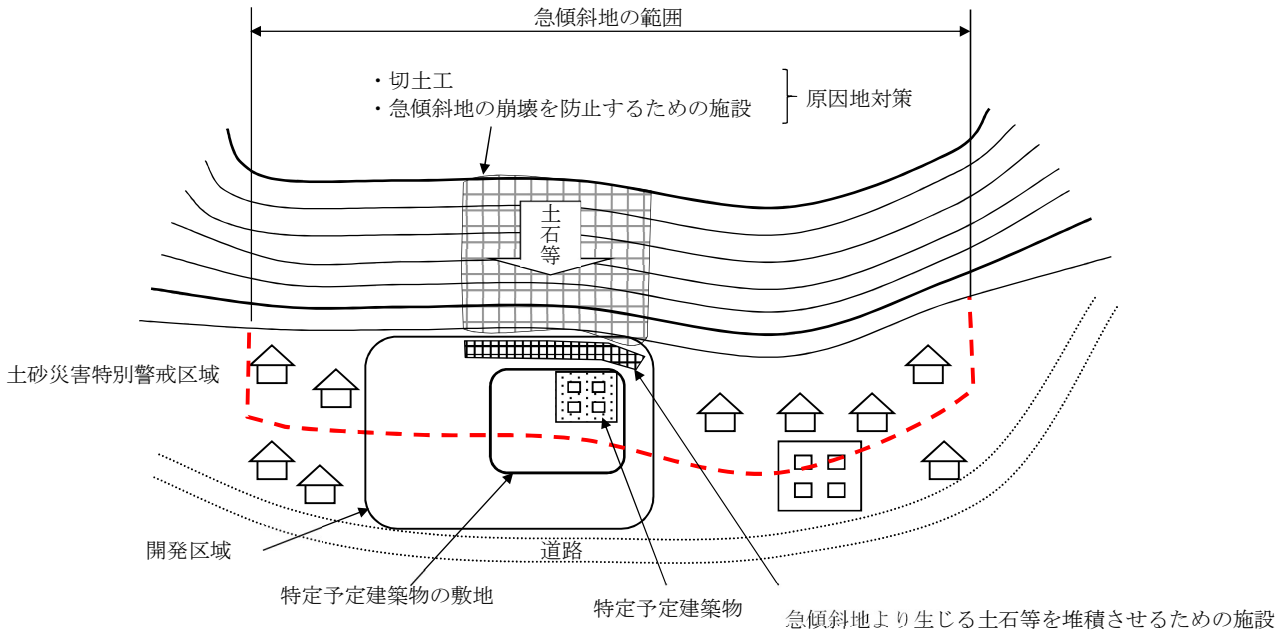 急傾斜地の範囲
・切土工
・急傾斜地の崩壊を防止するための施設
原因地対策
土石等
土砂災害特別警戒区域
開発区域
道路
特定予定建築物の敷地
特定予定建築物
急傾斜地より生じる土石等を堆積させるための施設